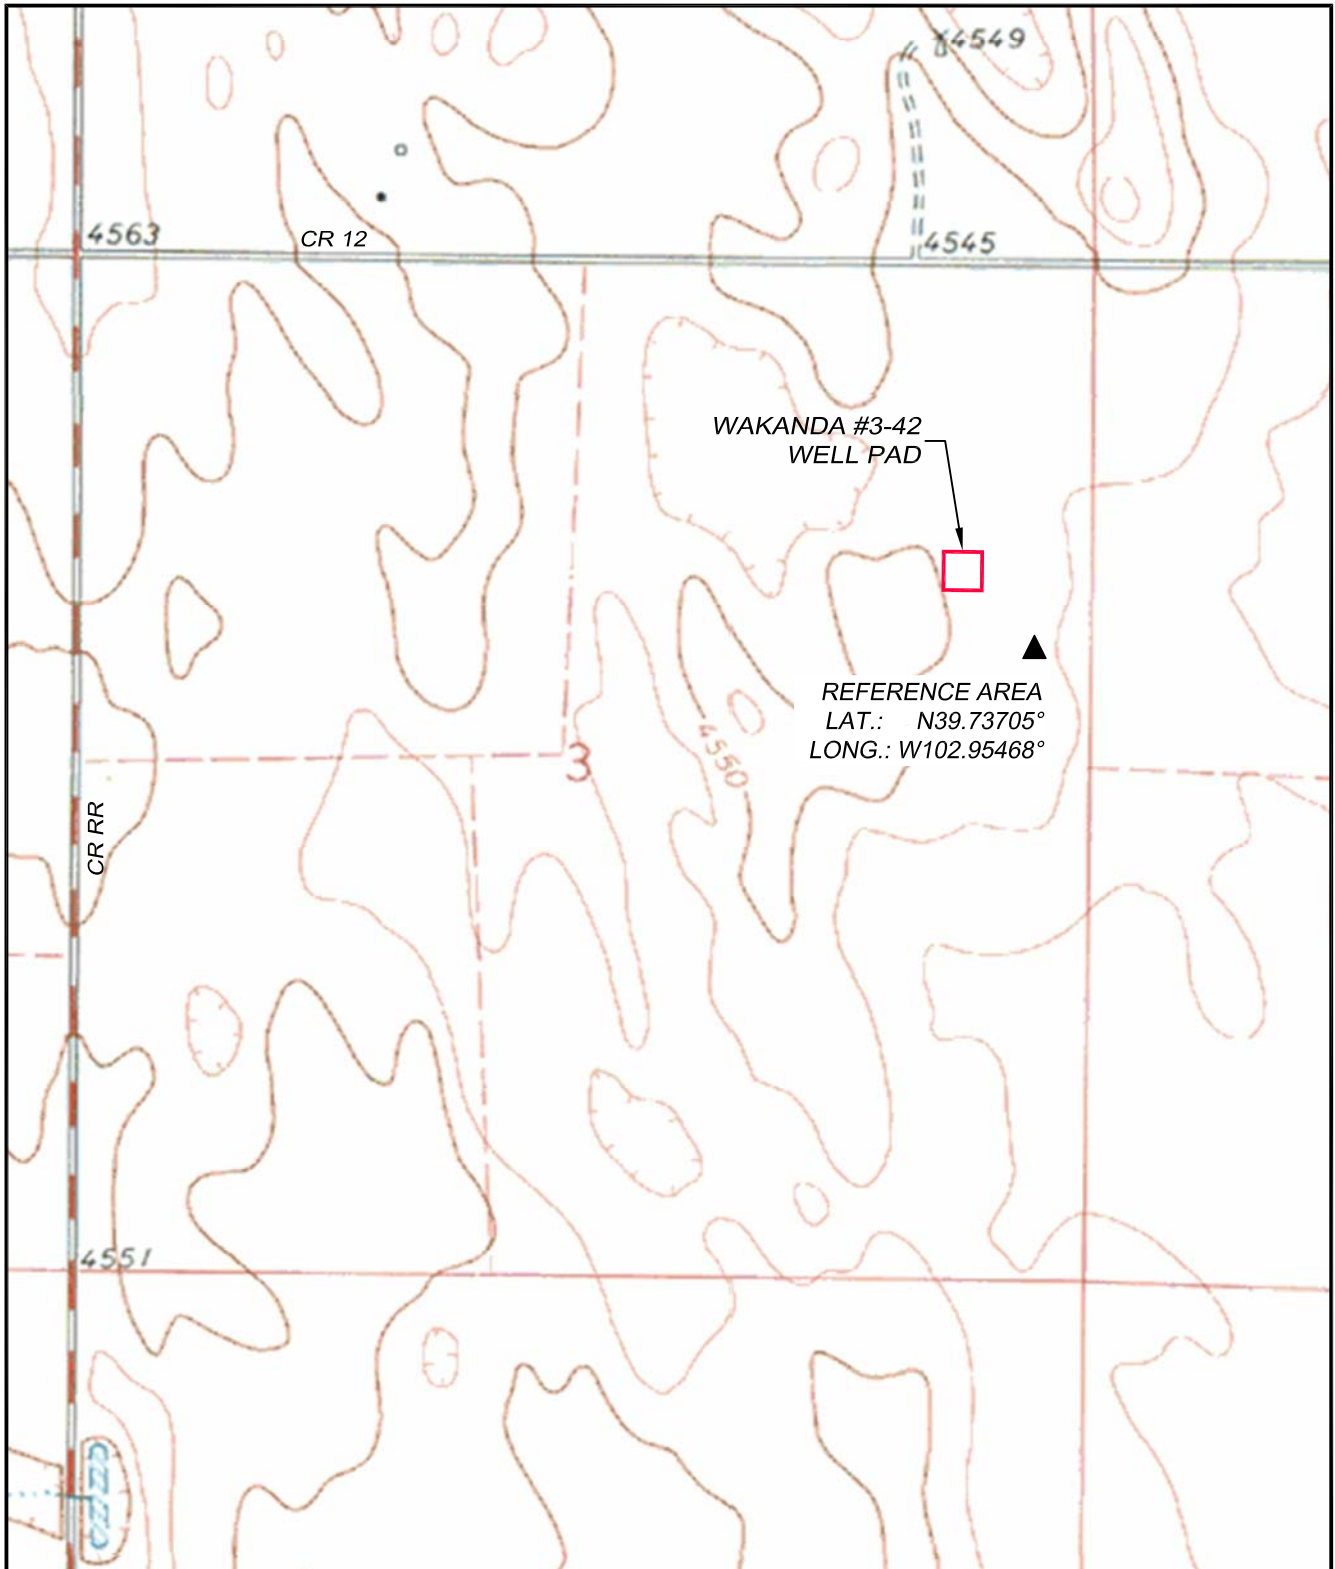 4549
4563
CR 12
4545
WAKANDA #3-42
WELL PAD
REFERENCE AREA
LAT.: N39.73705°
LONG.: W102.95468°
4550
3
CR RR
4551